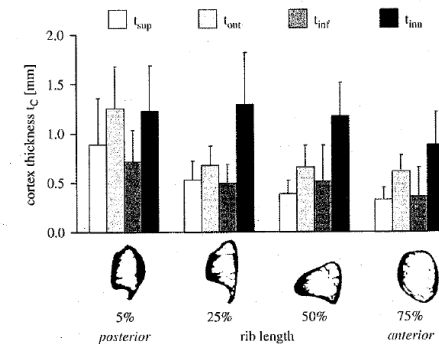 t_sup t_out t_inf t_inn
cortex thickness t_C [mm]
2.0
1.5
1.0
0.5
0.0
5% 25% 50% 75%
posterior rib length anterior